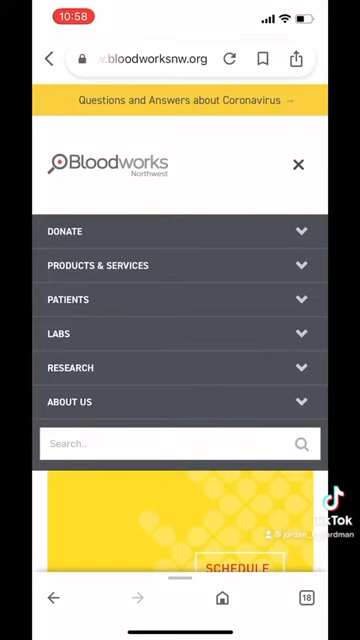 10:58
w.bloodworksnw.org
Questions and Answers about Coronavirus →
Bloodworks
Northwest
DONATE
PRODUCTS & SERVICES
PATIENTS
LABS
RESEARCH
ABOUT US
Search..
TikTok
SCHEDULE
18